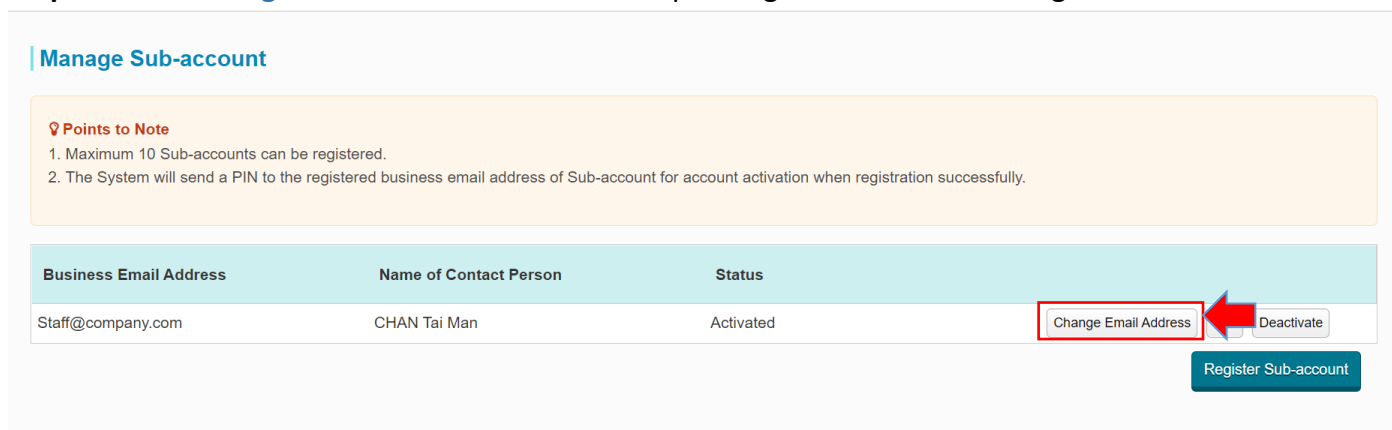 Manage Sub-account
Points to Note
1. Maximum 10 Sub-accounts can be registered.
2. The System will send a PIN to the registered business email address of Sub-account for account activation when registration successfully.
Business Email Address Name of Contact Person Status
Staff@company.com CHAN Tai Man Activated Change Email Address Deactivate
Register Sub-account